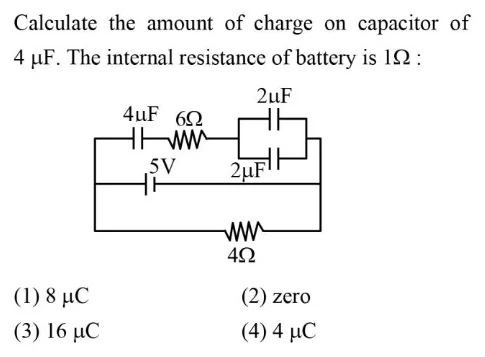 Calculate the amount of charge on capacitor of
4 μF. The internal resistance of battery is 1Ω :
2μF
4μF 6Ω
5V
2μF
4Ω
(1) 8 μC (2) zero
(3) 16 μC (4) 4 μC